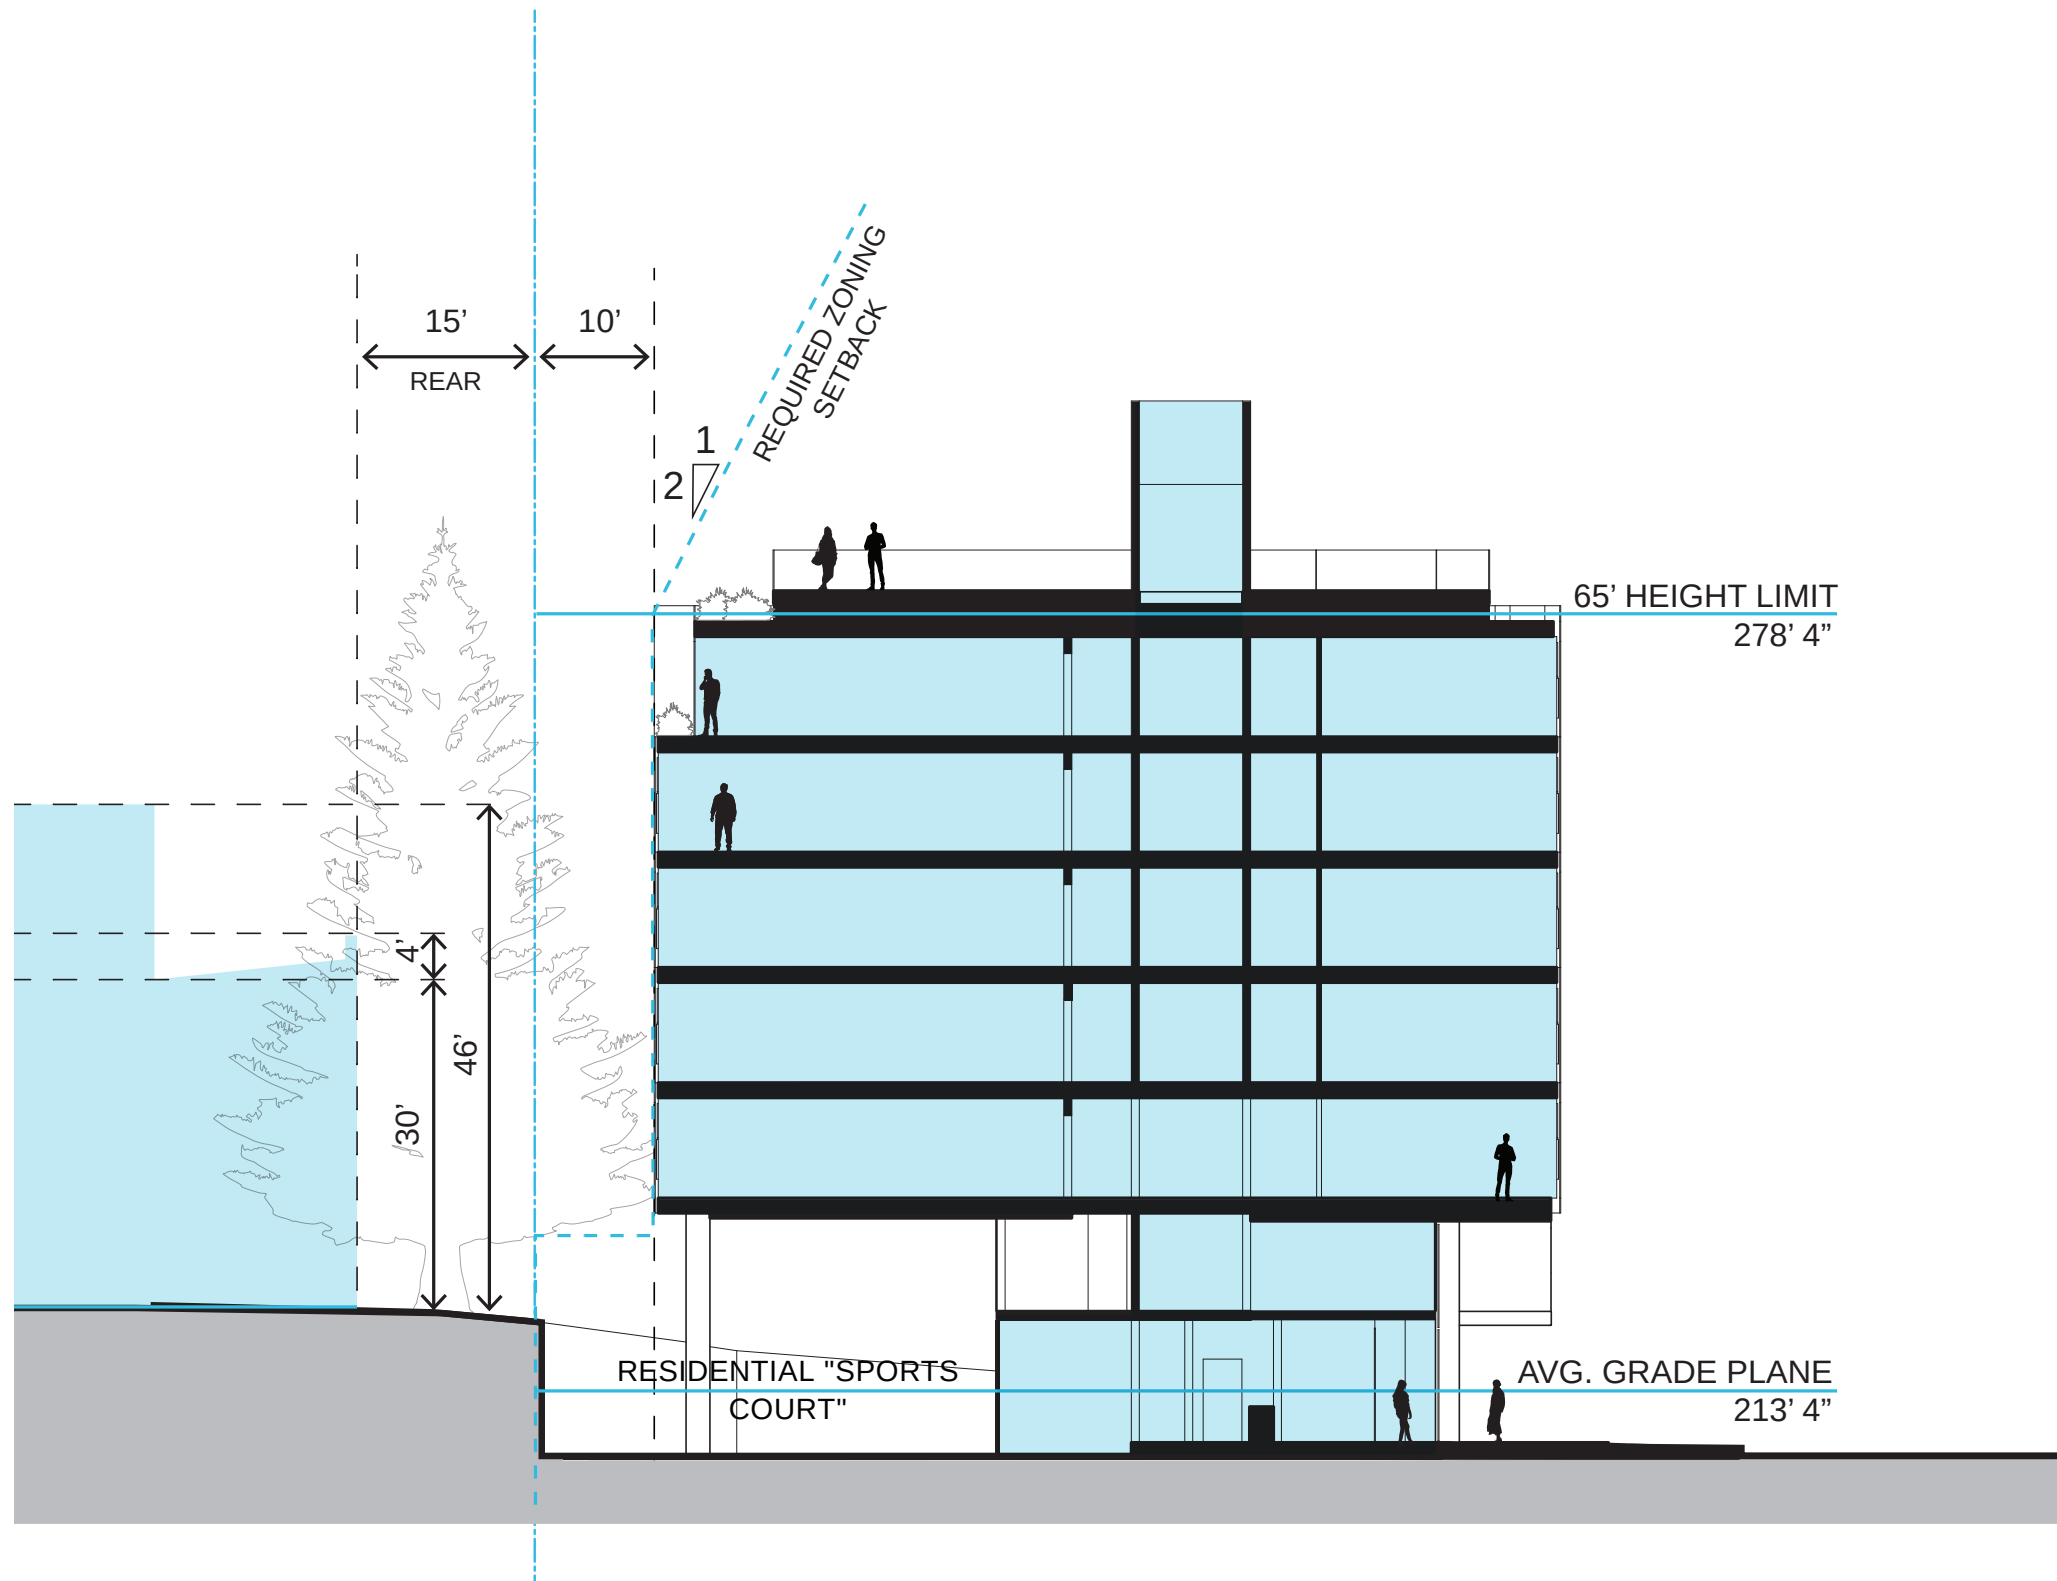 REQUIRED ZONING
SETBACK
15’
10’
REAR
1
2
65’ HEIGHT LIMIT
278’ 4”
4’
46’
30’
RESIDENTIAL "SPORTS
COURT"
AVG. GRADE PLANE
213’ 4”